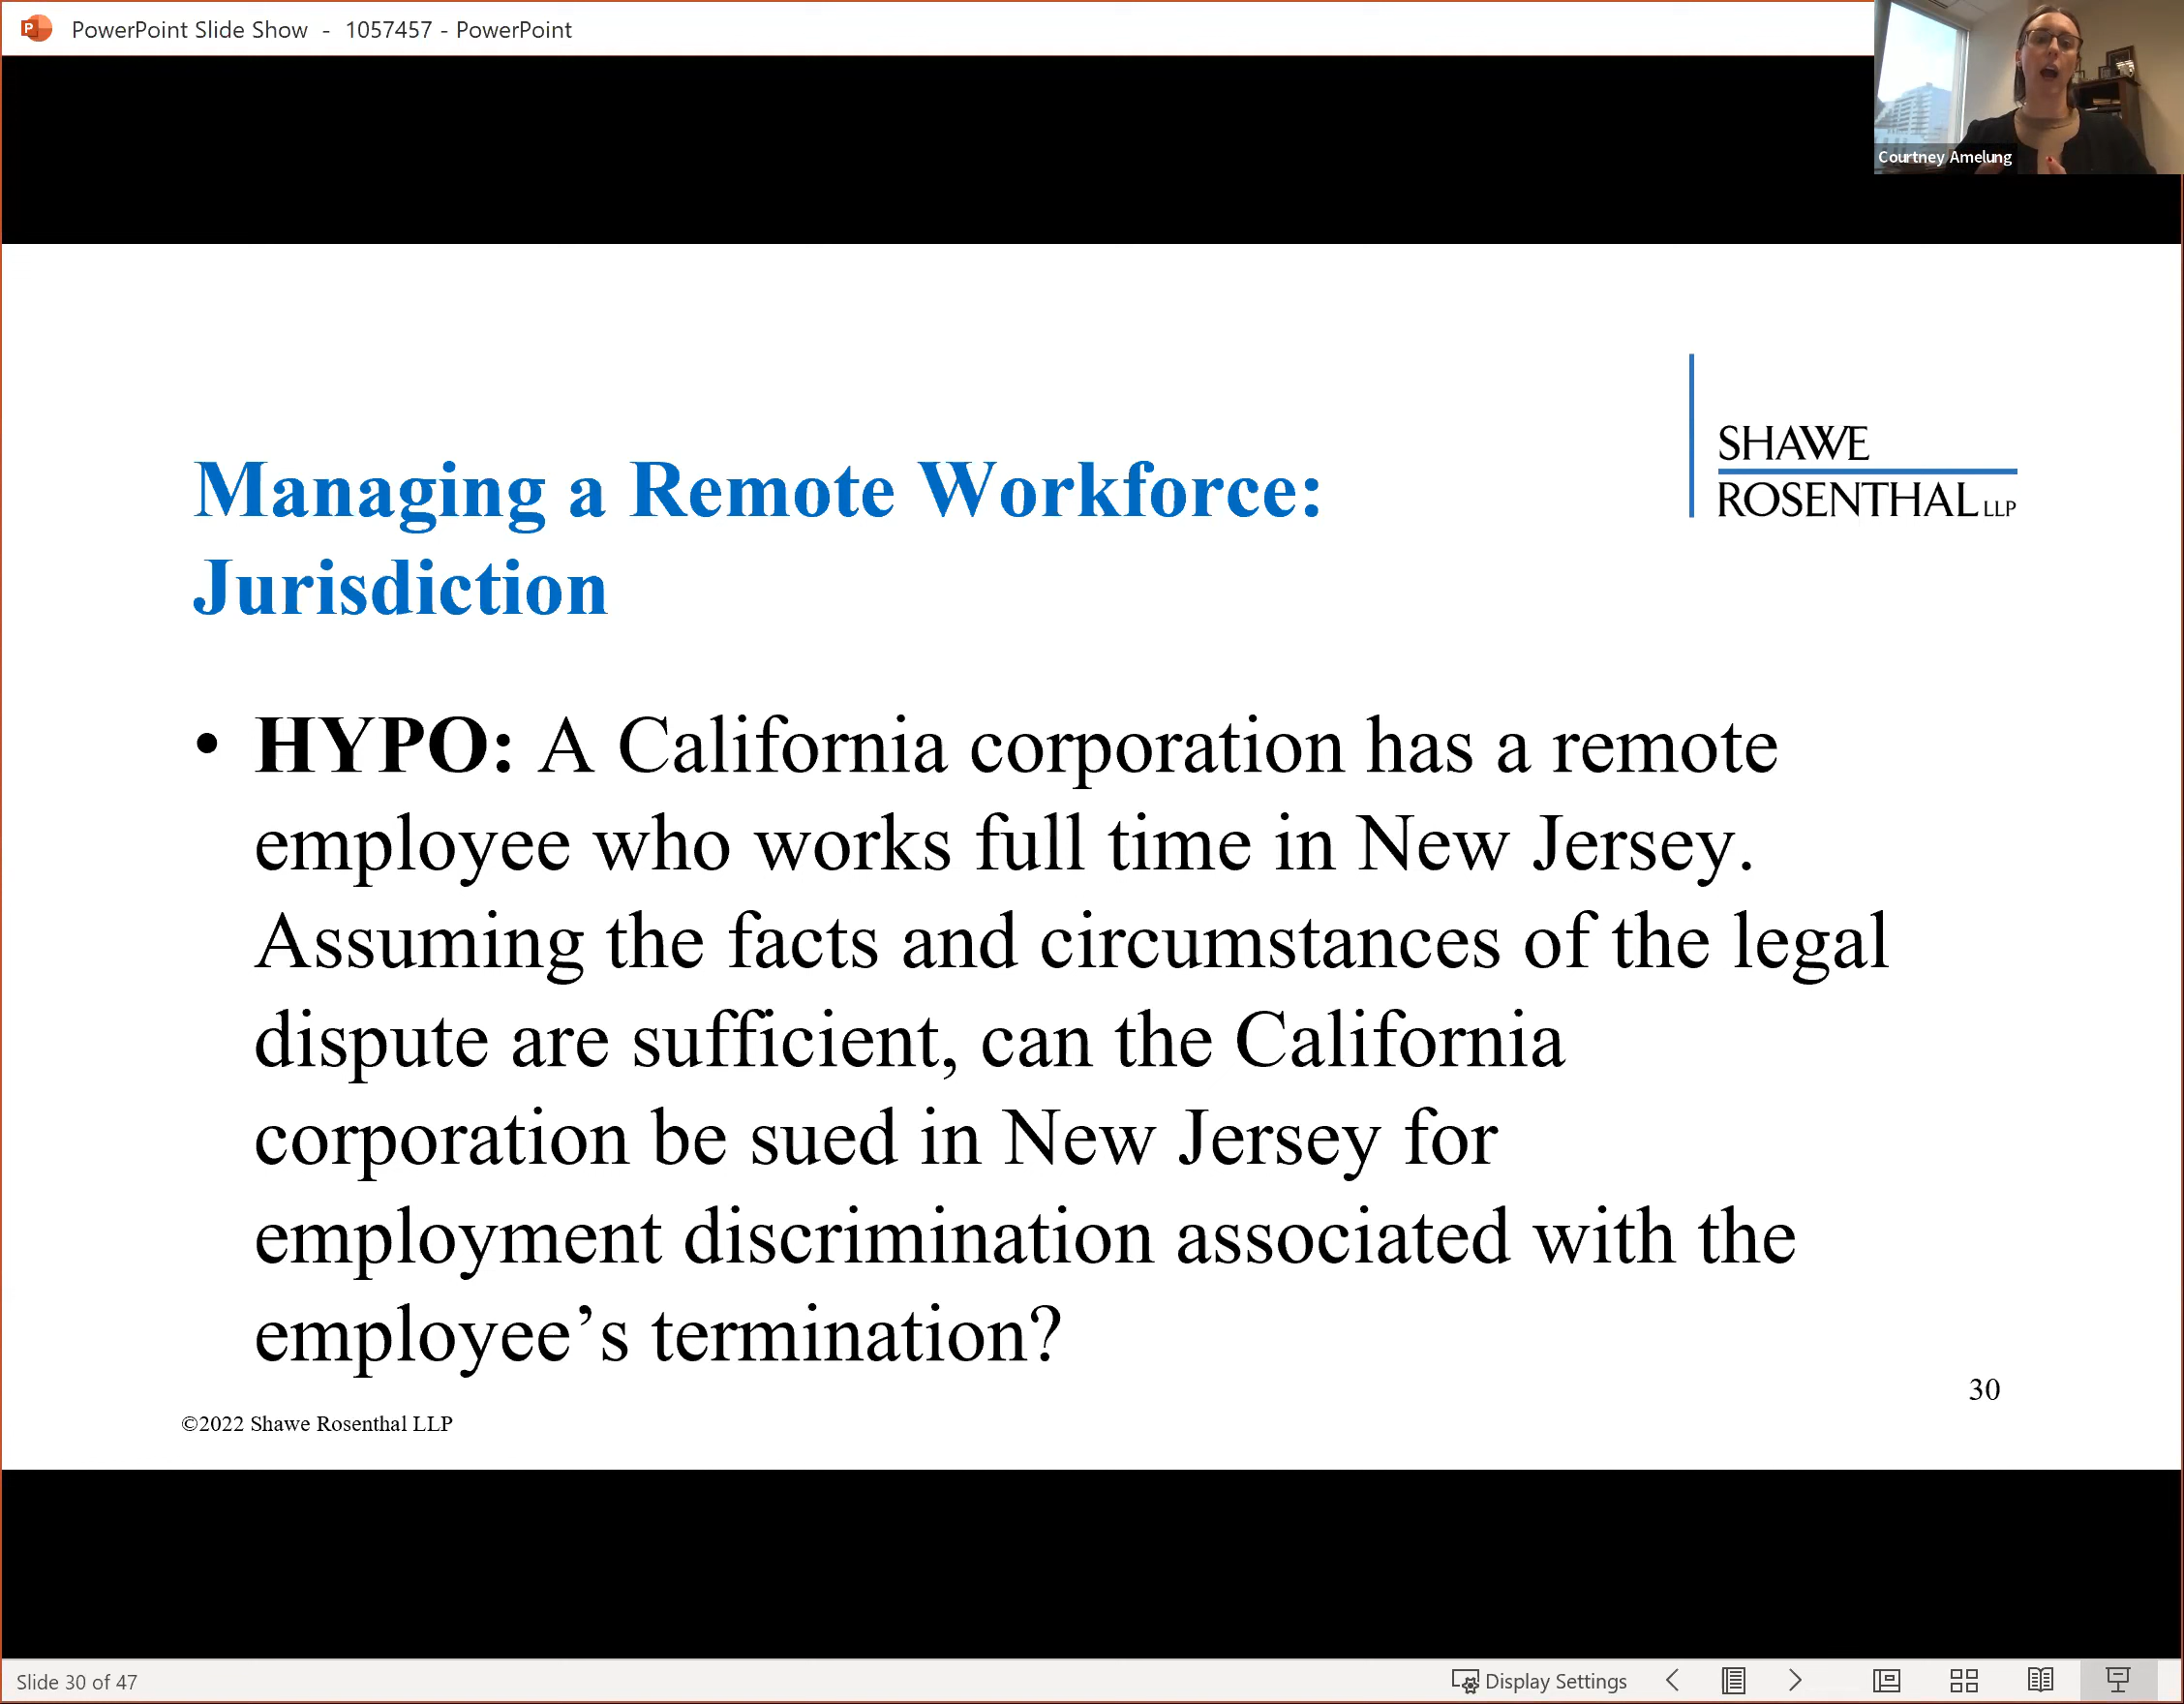 PowerPoint Slide Show - 1057457 - PowerPoint
Courtney Amelung
SHAWE
ROSENTHAL LLP
Managing a Remote Workforce:
Jurisdiction
• HYPO: A California corporation has a remote
employee who works full time in New Jersey.
Assuming the facts and circumstances of the legal
dispute are sufficient, can the California
corporation be sued in New Jersey for
employment discrimination associated with the
employee’s termination?
30
©2022 Shawe Rosenthal LLP
Slide 30 of 47
Display Settings